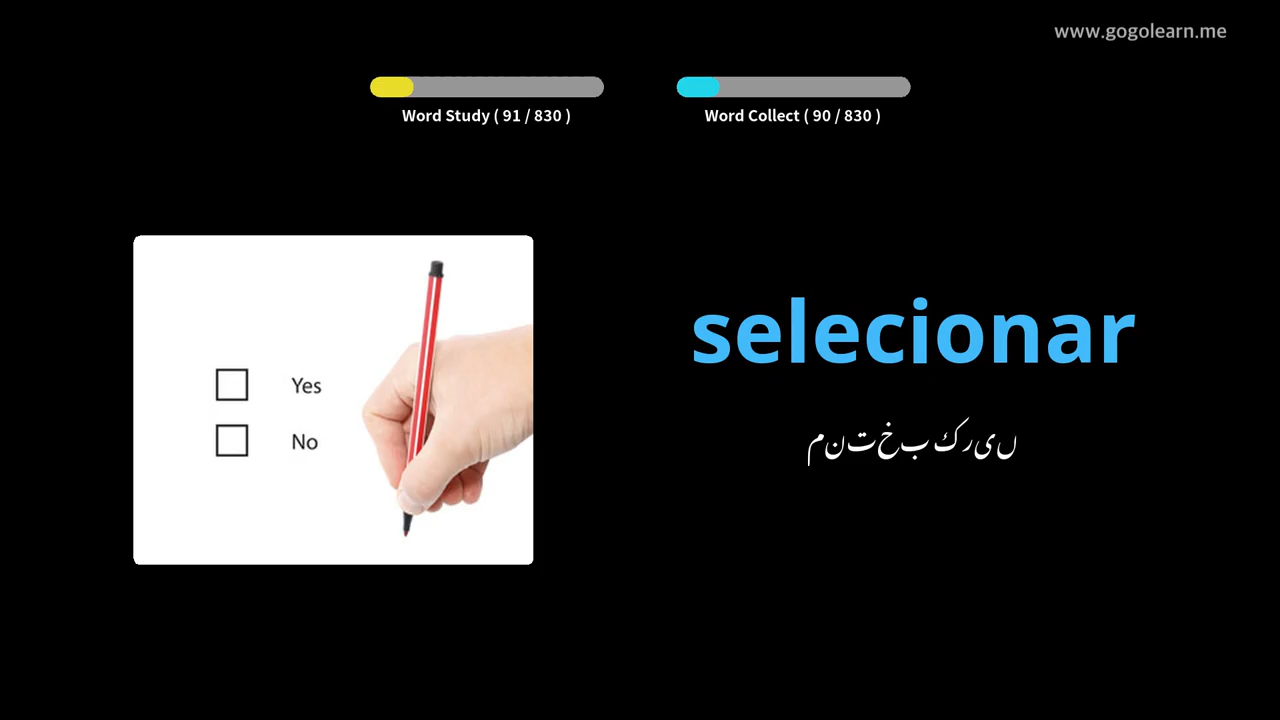 www.gogolearn.me
Word Study ( 91 / 830 )
Word Collect ( 90 / 830 )
Yes
No
selecionar
منتخب کریں